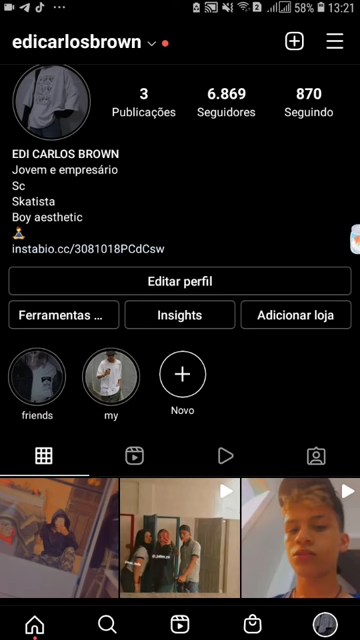 58% 13:21
edicarlosbrown
3 6.869 870
Publicações Seguidores Seguindo
EDI CARLOS BROWN
Jovem e empresário
Sc
Skatista
Boy aesthetic
instabio.cc/3081018PCdCsw
Editar perfil
Ferramentas ... Insights Adicionar loja
friends my Novo